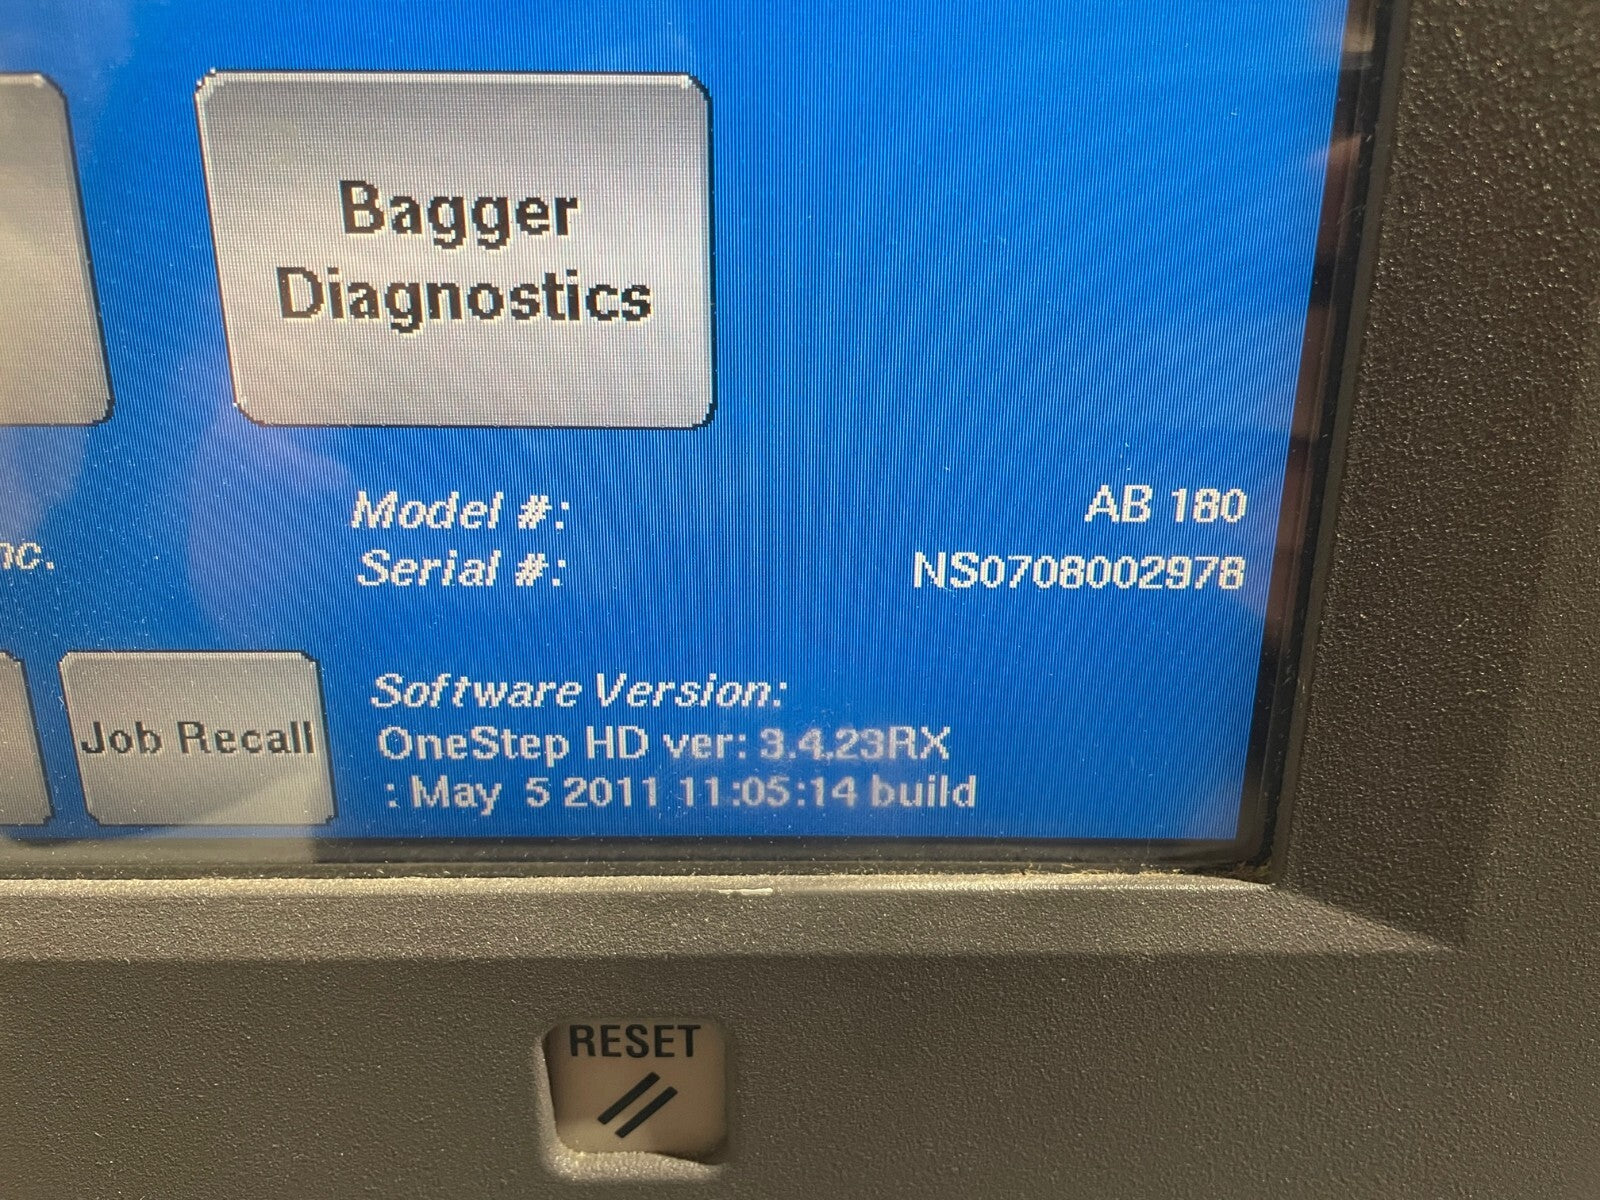 Bagger
Diagnostics
Model #: AB 180
nc.
Serial #: NS0708002978
Software Version:
Job Recall
OneStep HD ver: 3.4.23RX
: May 5 2011 11:05:14 build
RESET